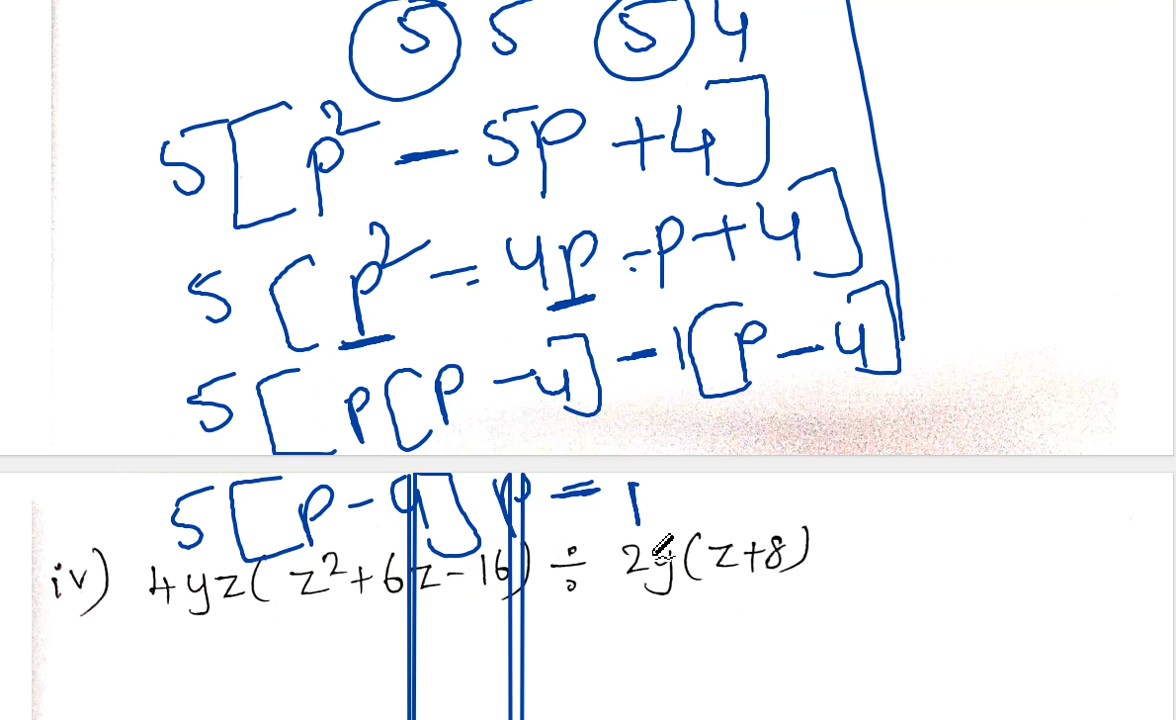 5 5 5 4
5[p² - 5p + 4]
5[p² - 4p - p + 4]
5[p[p - 4] - 1[p - 4]
5[p - 4] p - 1
iv) 4yz(z²+6z-16) ÷ 2y(z+8)